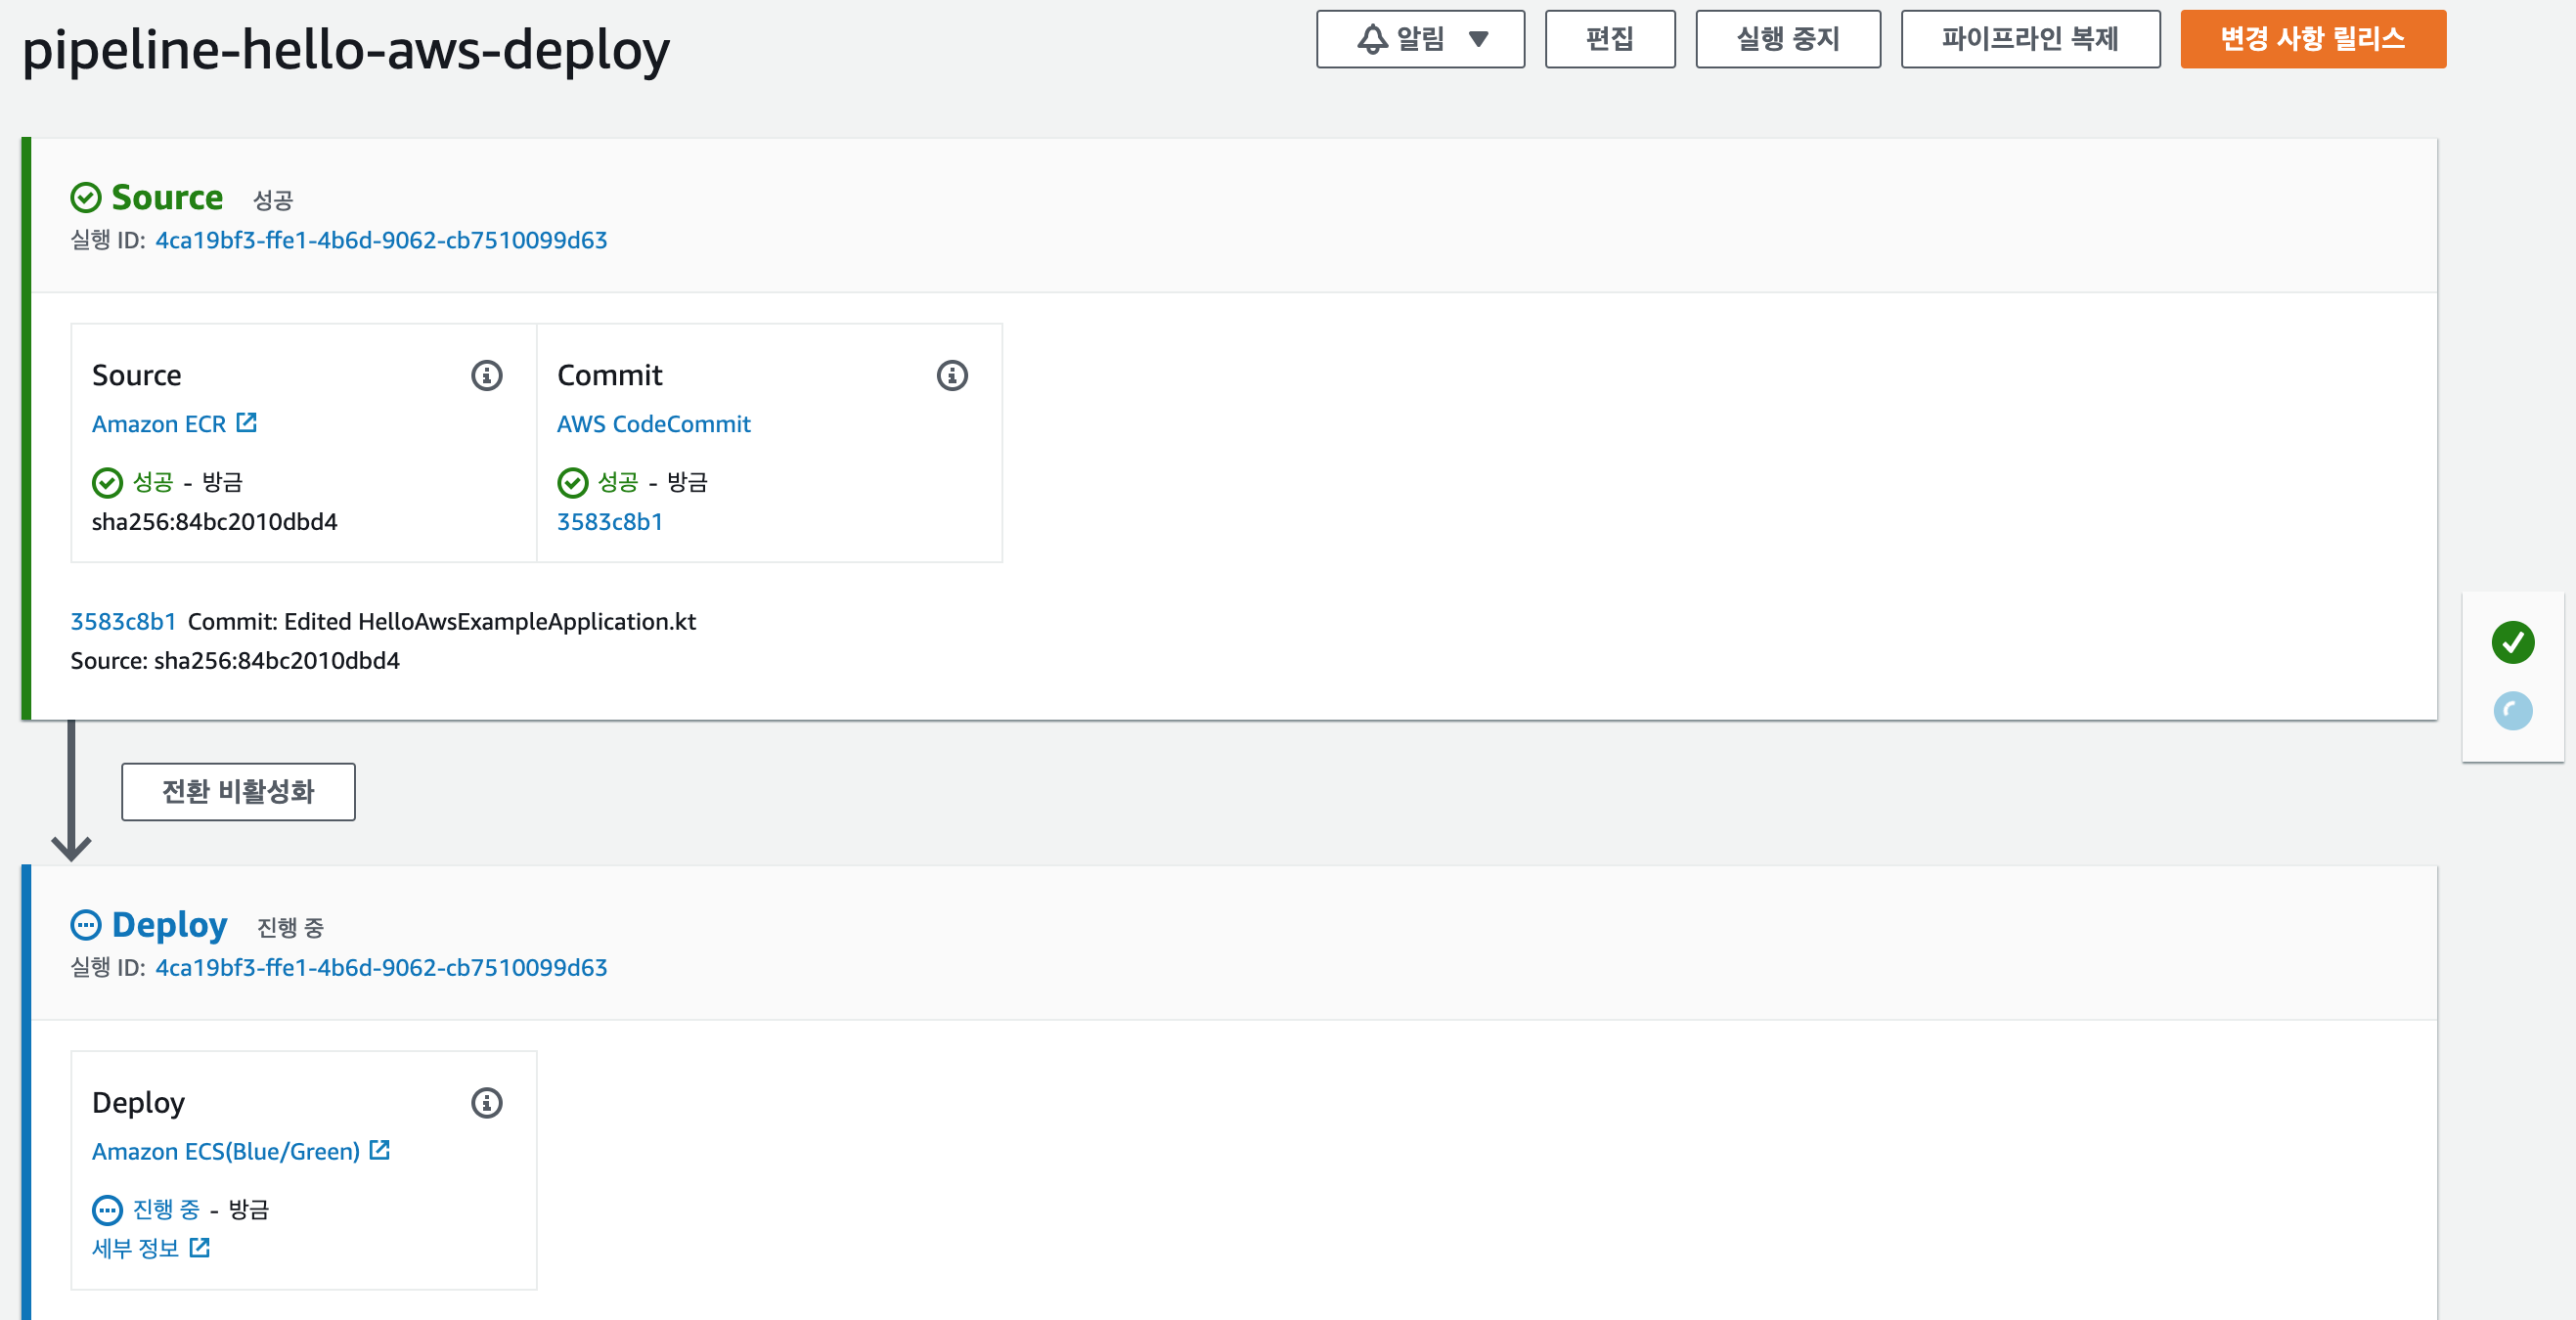 pipeline-hello-aws-deploy
알림
편집
실행 중지
파이프라인 복제
변경 사항 릴리스
Source 성공
실행 ID: 4ca19bf3-ffe1-4b6d-9062-cb7510099d63
Source
Amazon ECR
성공 - 방금
sha256:84bc2010dbd4
Commit
AWS CodeCommit
성공 - 방금
3583c8b1
3583c8b1 Commit: Edited HelloAwsExampleApplication.kt
Source: sha256:84bc2010dbd4
전환 비활성화
Deploy 진행 중
실행 ID: 4ca19bf3-ffe1-4b6d-9062-cb7510099d63
Deploy
Amazon ECS(Blue/Green)
진행 중 - 방금
세부 정보